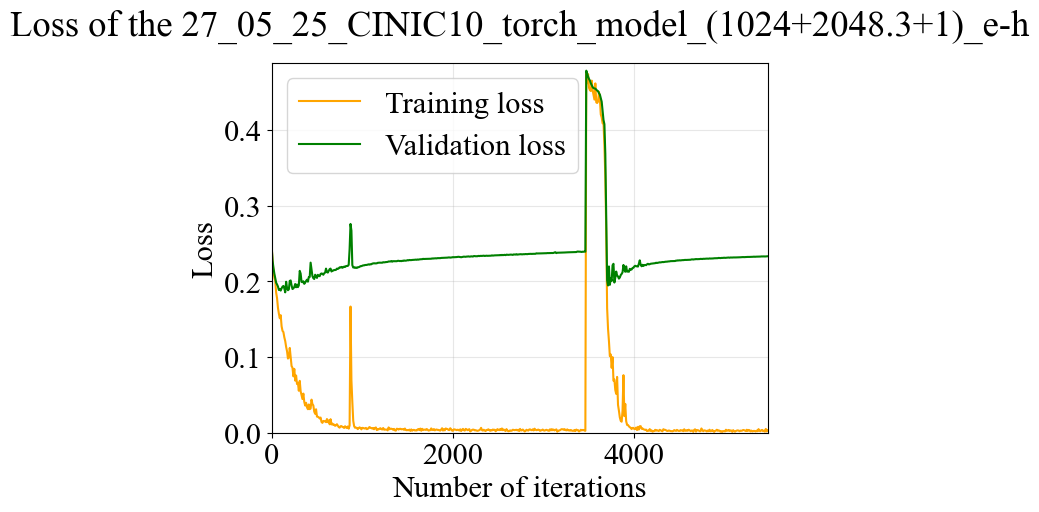 Loss of the 27_05_25_CINIC10_torch_model_(1024+2048.3+1)_e-h
Training loss
Validation loss
Loss
0.4
0.3
0.2
0.1
0.0
0 2000 4000
Number of iterations